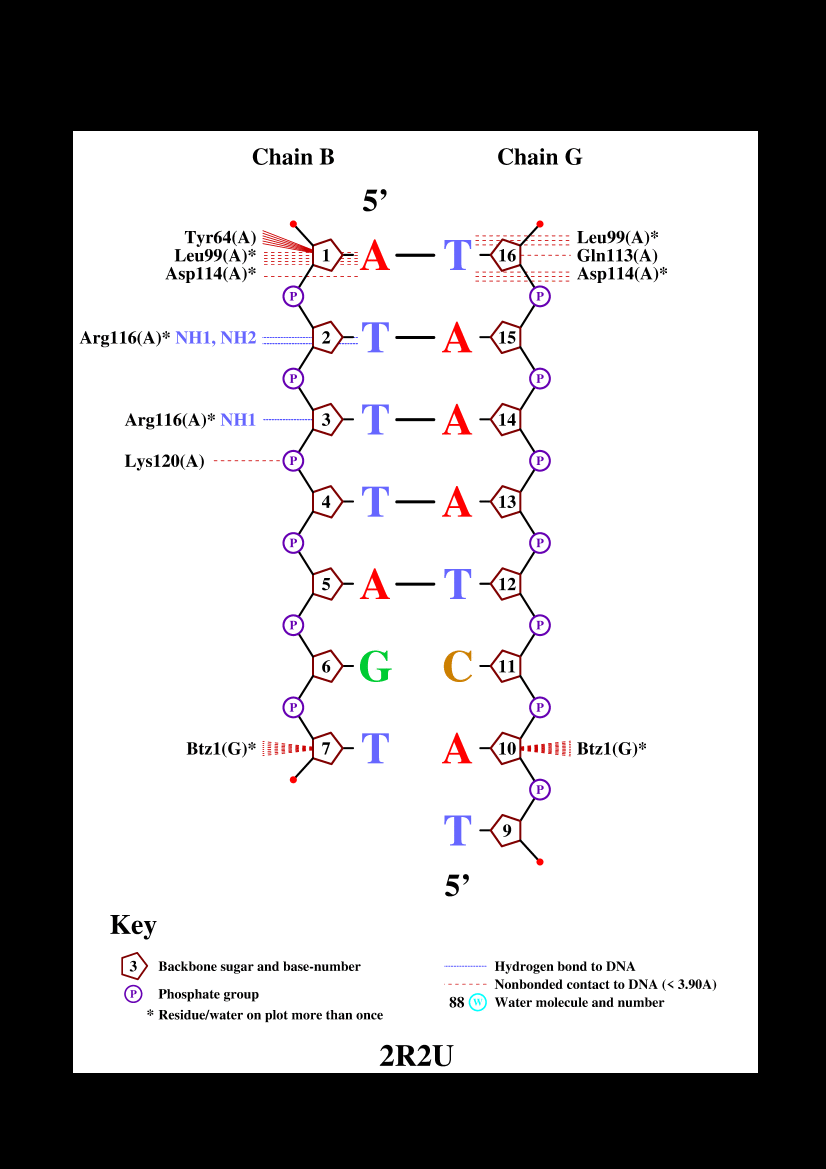 Chain B Chain G
5’
Tyr64(A) Leu99(A)*
Leu99(A)* 1 A T 16 Gln113(A)
Asp114(A)* Asp114(A)*
P P
Arg116(A)* NH1, NH2 2 T A 15
P P
Arg116(A)* NH1 3 T A 14
Lys120(A) P P
4 T A 13
P P
5 A T 12
P P
6 G C 11
P P
Btz1(G)* 7 T A 10 Btz1(G)*
P
T 9
5’
Key
3 Backbone sugar and base-number
P Phosphate group
* Residue/water on plot more than once
Hydrogen bond to DNA
Nonbonded contact to DNA (< 3.90A)
88 W Water molecule and number
2R2U